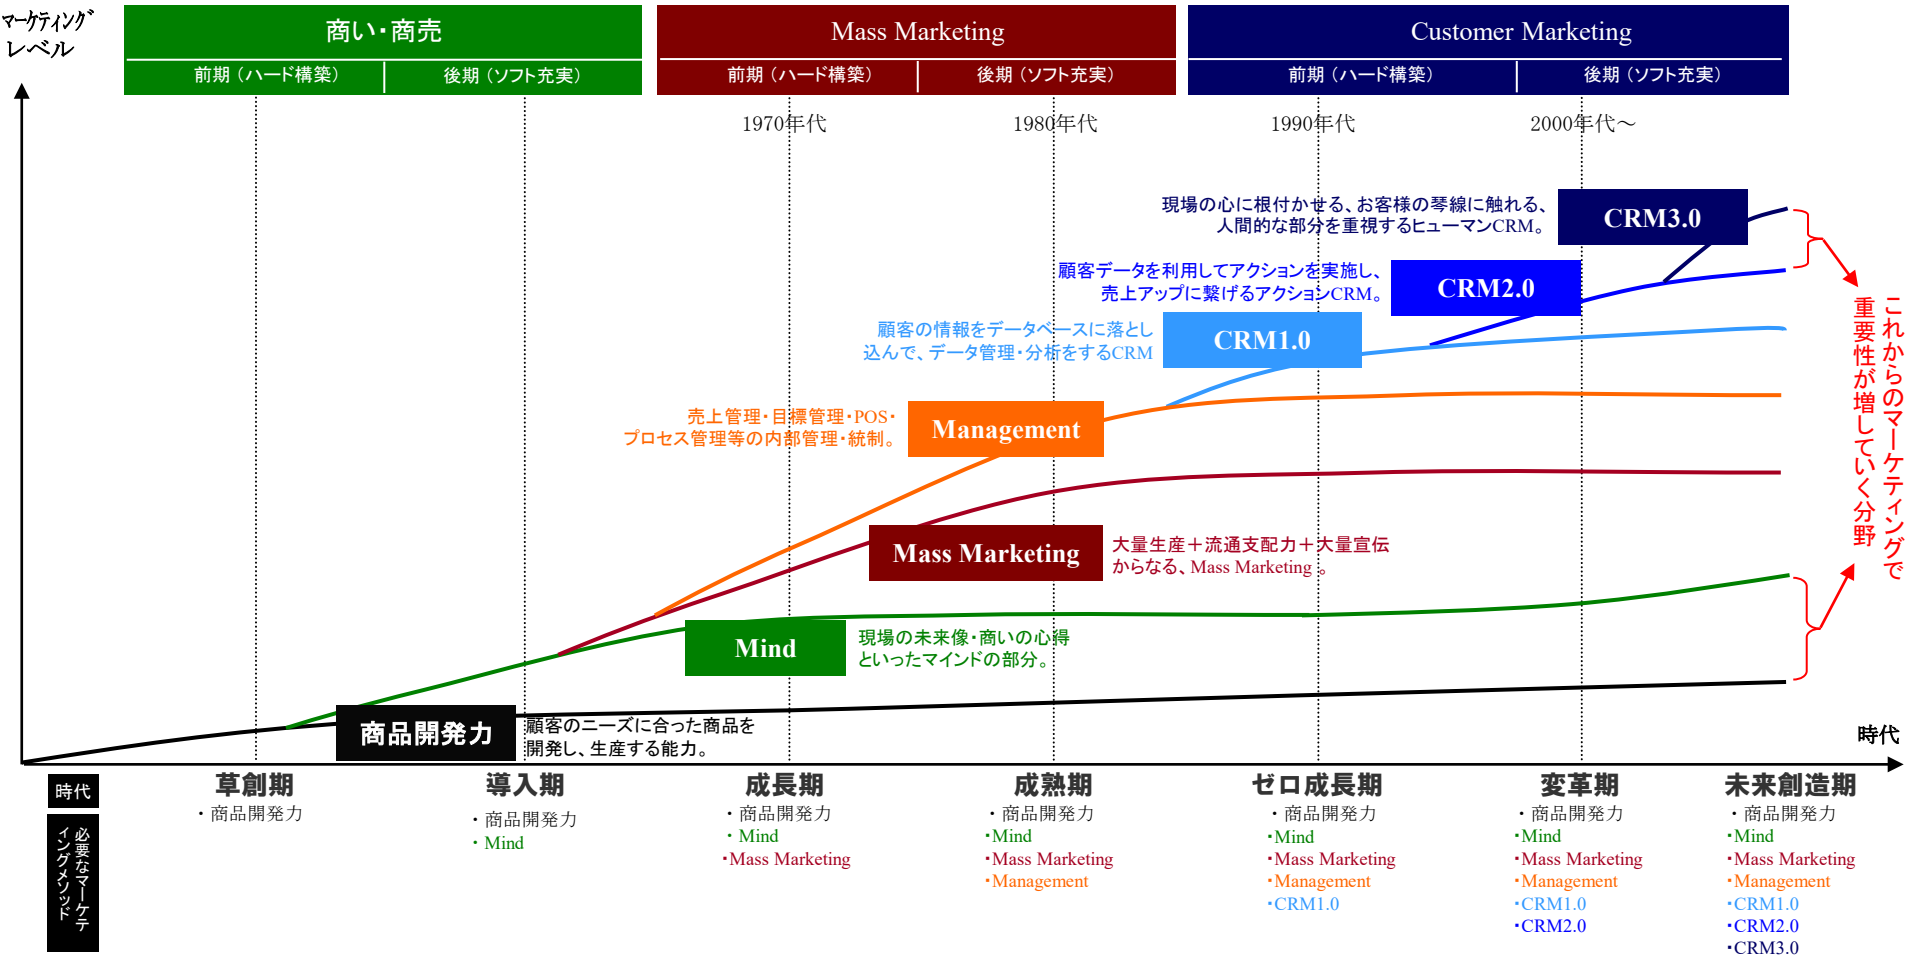 マーケティング
レベル
商い・商売
前期（ハード構築）
後期（ソフト充実）
Mass Marketing
前期（ハード構築）
後期（ソフト充実）
Customer Marketing
前期（ハード構築）
後期（ソフト充実）
1970年代
1980年代
1990年代
2000年代～
現場の心に根付かせる、お客様の琴線に触れる、
人間的な部分を重視するヒューマンCRM。
CRM3.0
顧客データを利用してアクションを実施し、
売上アップに繋げるアクションCRM。
CRM2.0
顧客の情報をデータベースに落とし
込んで、データ管理・分析をするCRM
CRM1.0
売上管理・目標管理・POS・
プロセス管理等の内部管理・統制。
Management
Mass Marketing
大量生産＋流通支配力＋大量宣伝
からなる、Mass Marketing 。
Mind
現場の未来像・商いの心得
といったマインドの部分。
商品開発力
顧客のニーズに合った商品を
開発し、生産する能力。
これからのマーケティングで
重要性が増していく分野
時代
時代
草創期
導入期
成長期
成熟期
ゼロ成長期
変革期
未来創造期
必要なマーケテ
ィングメソッド
・商品開発力
・商品開発力
・Mind
・商品開発力
・Mind
・Mass Marketing
・商品開発力
・Mind
・Mass Marketing
・Management
・商品開発力
・Mind
・Mass Marketing
・Management
・CRM1.0
・商品開発力
・Mind
・Mass Marketing
・Management
・CRM1.0
・CRM2.0
・商品開発力
・Mind
・Mass Marketing
・Management
・CRM1.0
・CRM2.0
・CRM3.0